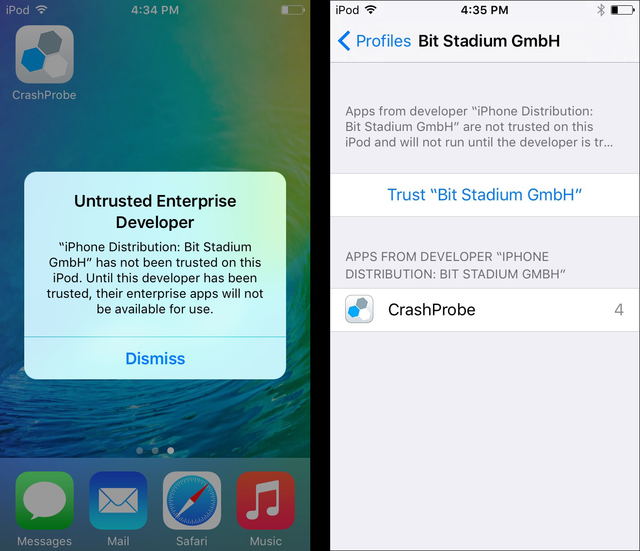 iPod 4:34 PM
CrashProbe
Untrusted Enterprise
Developer
“iPhone Distribution: Bit Stadium
GmbH” has not been trusted on this
iPod. Until this developer has been
trusted, their enterprise apps will not
be available for use.
Dismiss
Messages Mail Safari Music
iPod 4:35 PM
Profiles Bit Stadium GmbH
Apps from developer “iPhone Distribution:
Bit Stadium GmbH” are not trusted on this
iPod and will not run until the developer is tr...
Trust “Bit Stadium GmbH”
APPS FROM DEVELOPER “IPHONE
DISTRIBUTION: BIT STADIUM GMBH”
CrashProbe 4